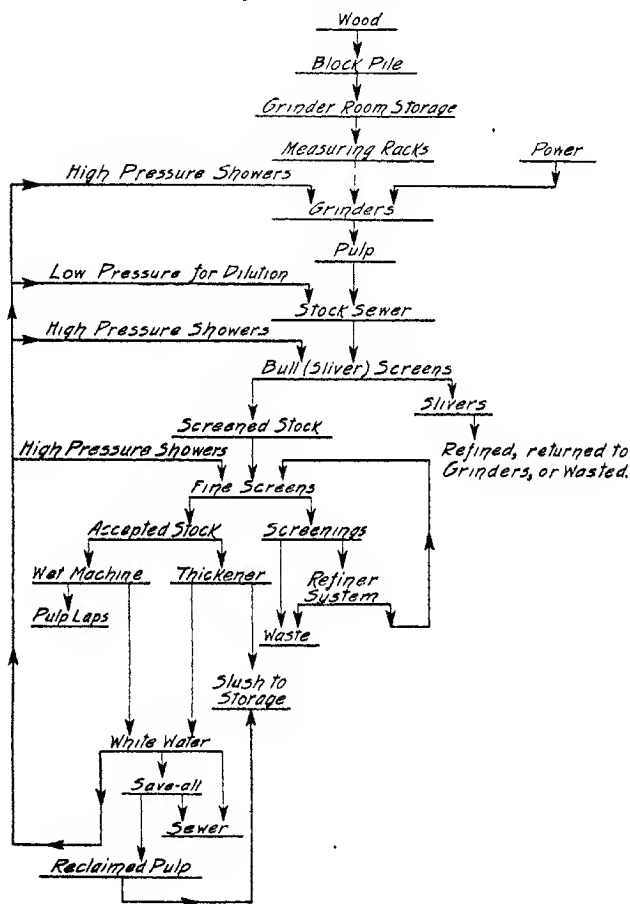 Wood
Block Pile
Grinder Room Storage
Measuring Racks
Power
High Pressure Showers
Grinders
Pulp
Low Pressure for Dilution
Stock Sewer
High Pressure Showers
Bull (Sliver) Screens
Slivers
Screened Stock
Refined, returned to
Grinders, or Wasted.
High Pressure Showers
Fine Screens
Accepted Stock
Screenings
Wet Machine
Thickener
Refiner
System
Pulp Laps
Waste
Slush to
Storage
White Water
Save-all
Sewer
Reclaimed Pulp